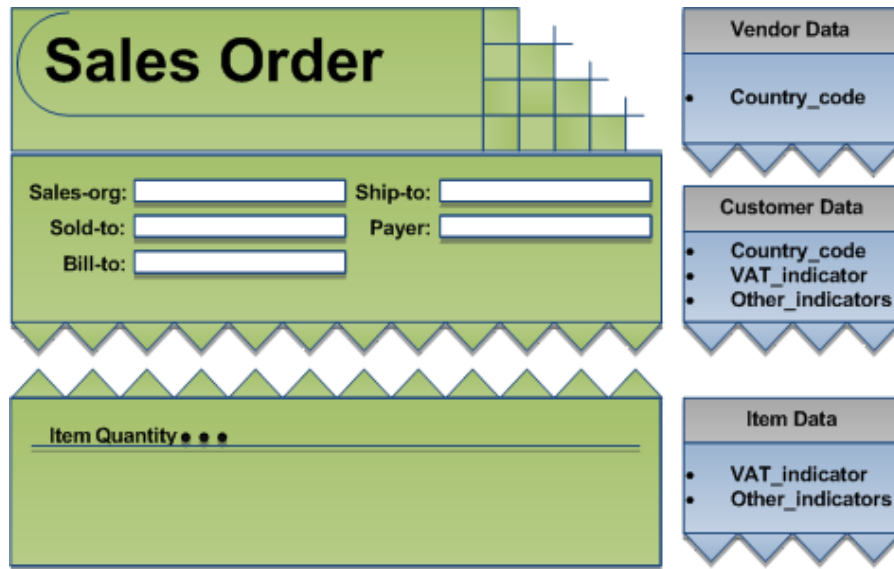 Sales Order
Sales-org:
Ship-to:
Sold-to:
Payer:
Bill-to:
Item Quantity • • •
Vendor Data
• Country_code
Customer Data
• Country_code
• VAT_indicator
• Other_indicators
Item Data
• VAT_indicator
• Other_indicators